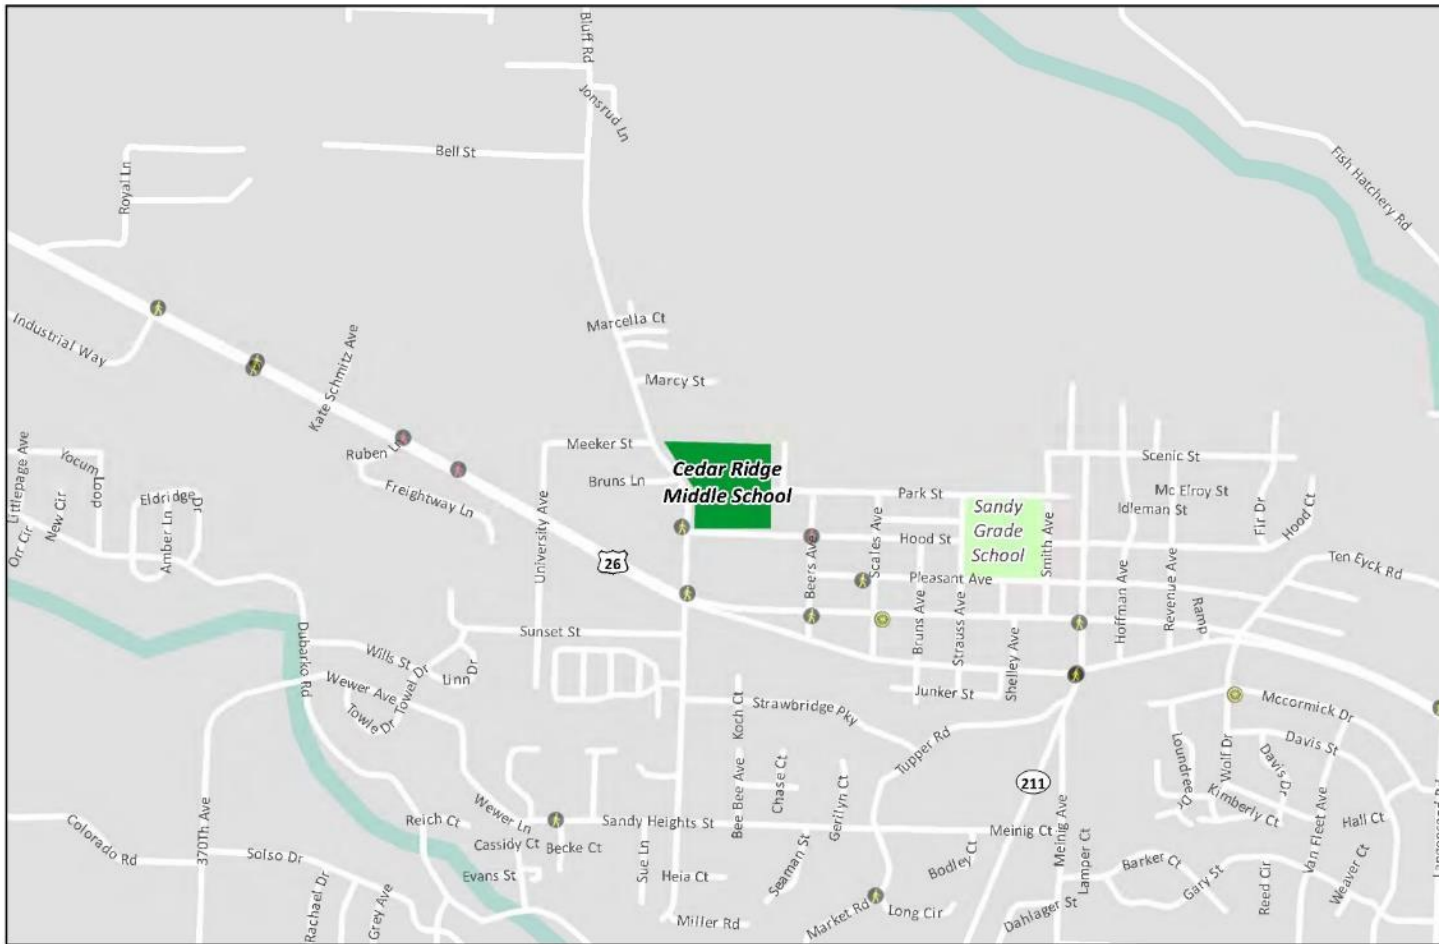 Bluff Rd
Jonsrud Ln
Bell St
Royal Ln
Fish Hatchery Rd
Industrial Way
Kate Schmitz Ave
Marcella Ct
Marcy St
Littlepage Ave
Yocum
Loop
Ruben Ln
Meeker St
Cedar Ridge
Middle School
Scenic St
New Cir
Eldridge
Dr
Freightway Ln
Bruns Ln
Park St
Sandy
Grade
School
Mc Elroy St
Idleman St
Orr Cir
Amber Ln
University Ave
26
Beers Ave
Scales Ave
Hood St
Smith Ave
Fir Dr
Hood Ct
Pleasant Ave
Ten Eyck Rd
Dubarko Rd
Wills St
Sunset St
Bruns Ave
Strauss Ave
Shelley Ave
Hoffman Ave
Revenue Ave
Ramp
Wewer Ave
Towle Dr
Towel Dr
Linn Dr
Koch Ct
Strawbridge Pky
Junker St
Mccormick Dr
Tupper Rd
211
Loundree Dr
Wolf Dr
Davis Dr
Davis St
Bee Bee Ave
Chase Ct
Gerilyn Ct
Kimberly Ct
Van Fleet Ave
Hall Ct
370TH Ave
Colorado Rd
Solso Dr
Reich Ct
Wewer Ln
Cassidy Ct
Becke Ct
Evans St
Sandy Heights St
Sue Ln
Heia Ct
Seaman St
Meinig Ct
Bodley Ct
Meinig Ave
Lamper Ct
Barker Ct
Gary St
Reed Cir
Weaver Ct
Rachael Dr
Grey Ave
Miller Rd
Market Rd
Long Cir
Dahlager St